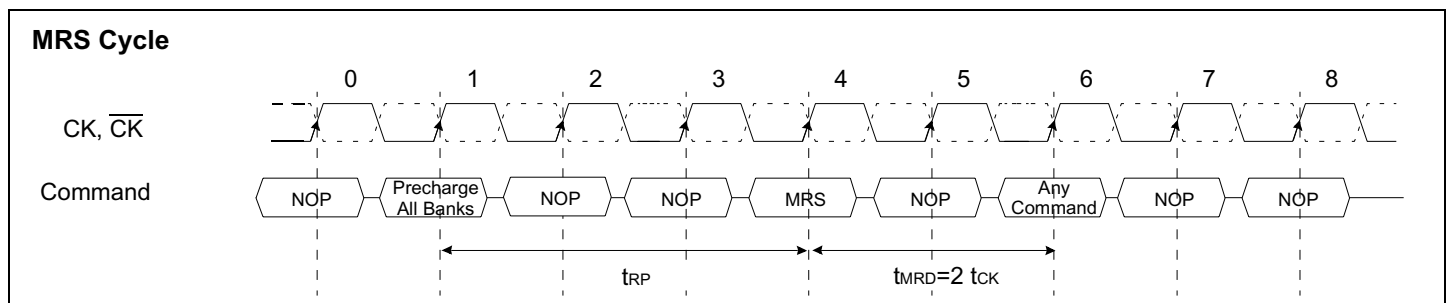 MRS Cycle
0 1 2 3 4 5 6 7 8
CK, C̅K̅
Command
NOP Precharge All Banks NOP NOP MRS NOP Any Command NOP NOP
tRP tMRD=2 tCK